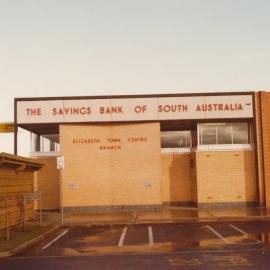 THE SAVINGS BANK OF SOUTH AUSTRALIA
ELIZABETH TOWN CENTRE
BRANCH